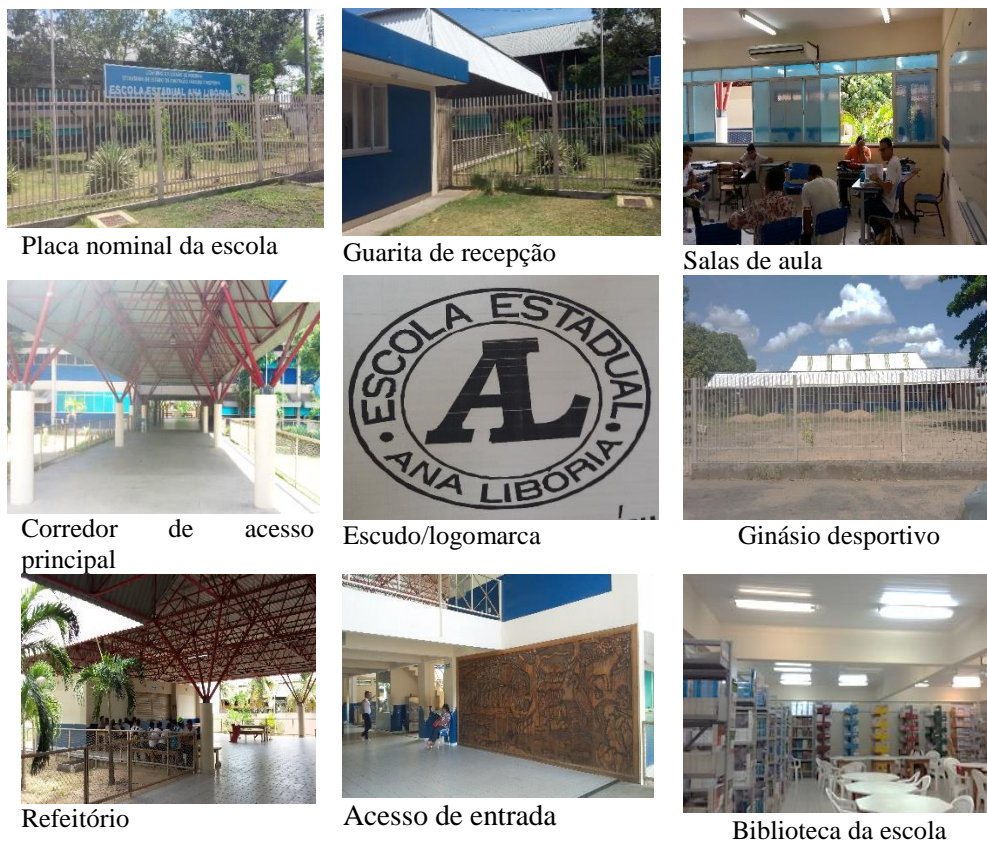 ESCOLA ESTADUAL ANA LIBÓRIA
Placa nominal da escola
Guarita de recepção
Salas de aula
ESCOLA ESTADUAL
AL
ANA LIBÓRIA
Corredor de acesso
principal
Escudo/logomarca
Ginásio desportivo
Refeitório
Acesso de entrada
Biblioteca da escola